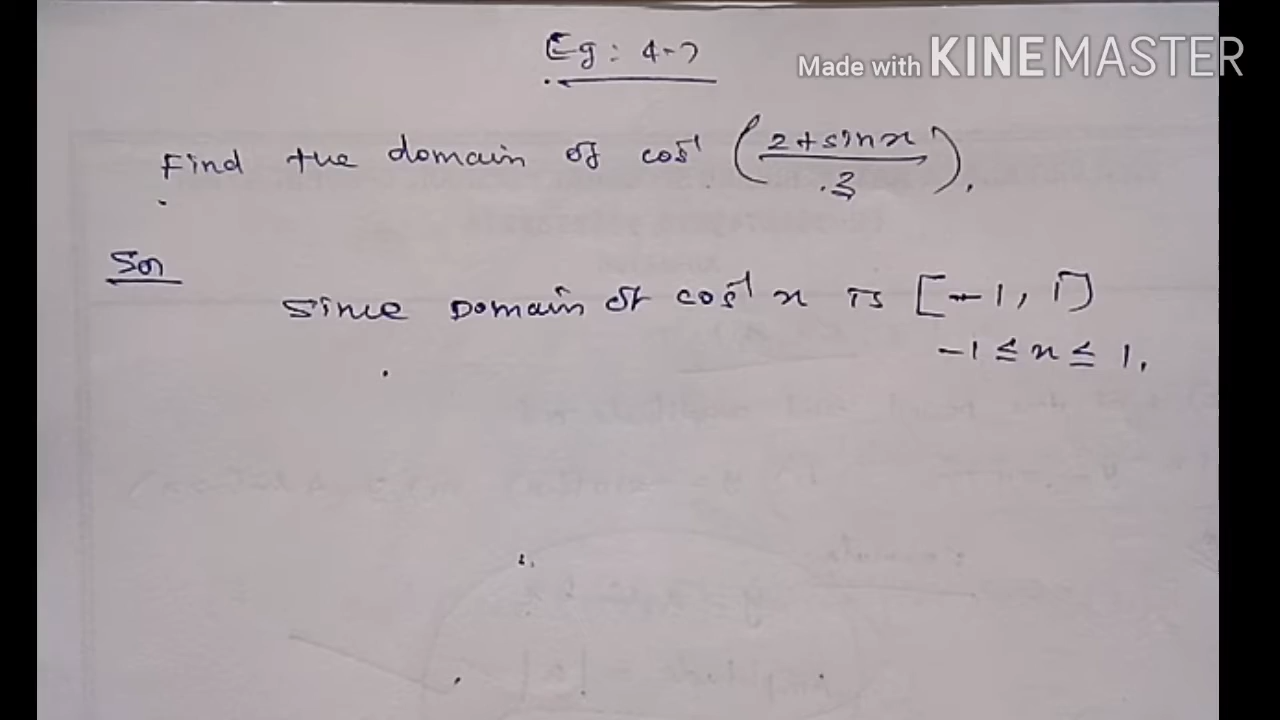 Eg: 4.7
Made with KINEMASTER
Find the domain of cos⁻¹ (2+sinx / 3).
Sol
Since Domain of cos⁻¹ x is [-1, 1]
-1 ≤ x ≤ 1.